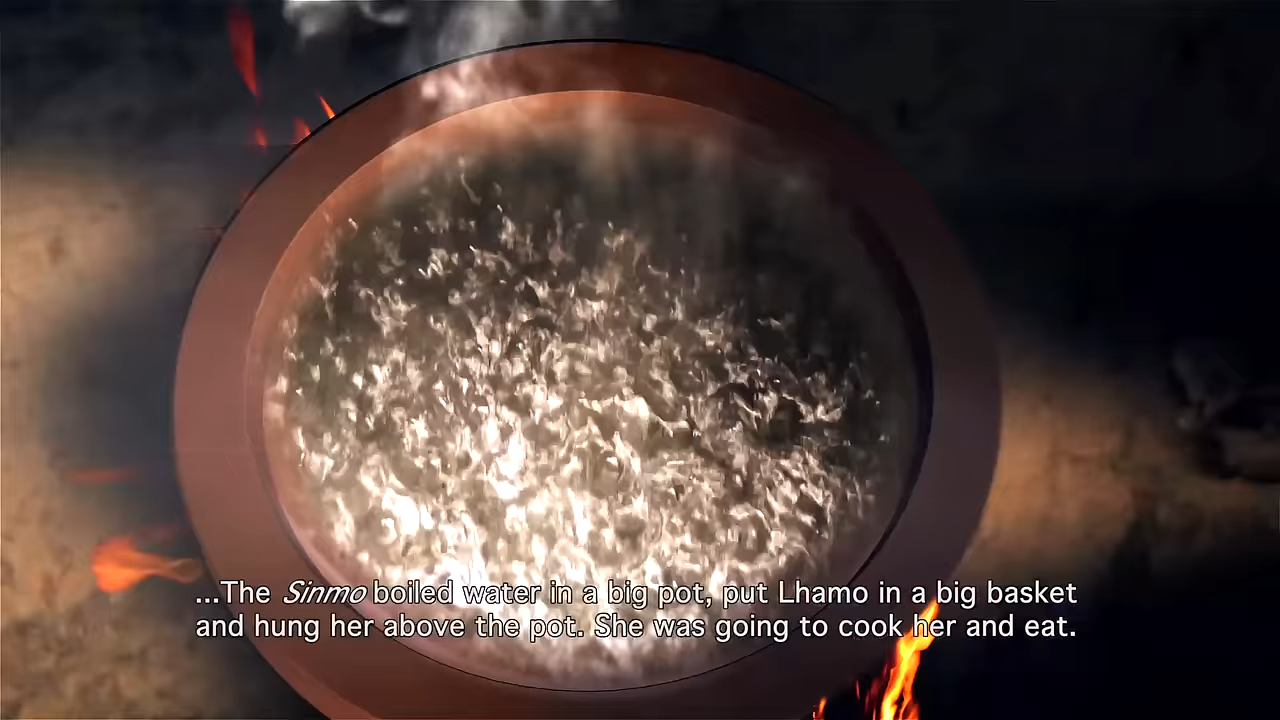 ...The Sinmo boiled water in a big pot, put Lhamo in a big basket
and hung her above the pot. She was going to cook her and eat.